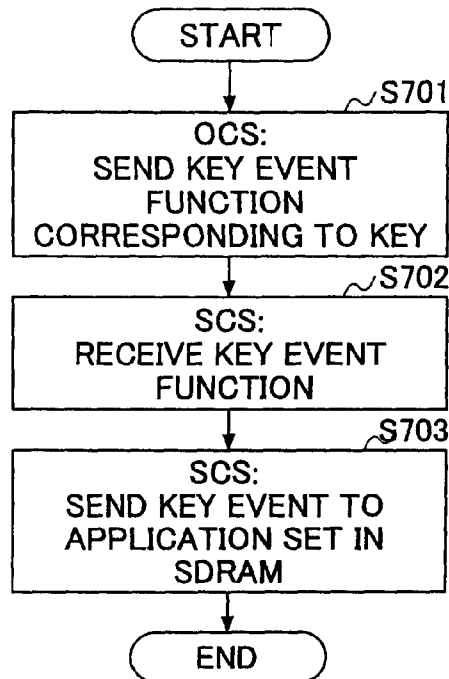 START
S701
OCS:
SEND KEY EVENT
FUNCTION
CORRESPONDING TO KEY
S702
SCS:
RECEIVE KEY EVENT
FUNCTION
S703
SCS:
SEND KEY EVENT TO
APPLICATION SET IN
SDRAM
END